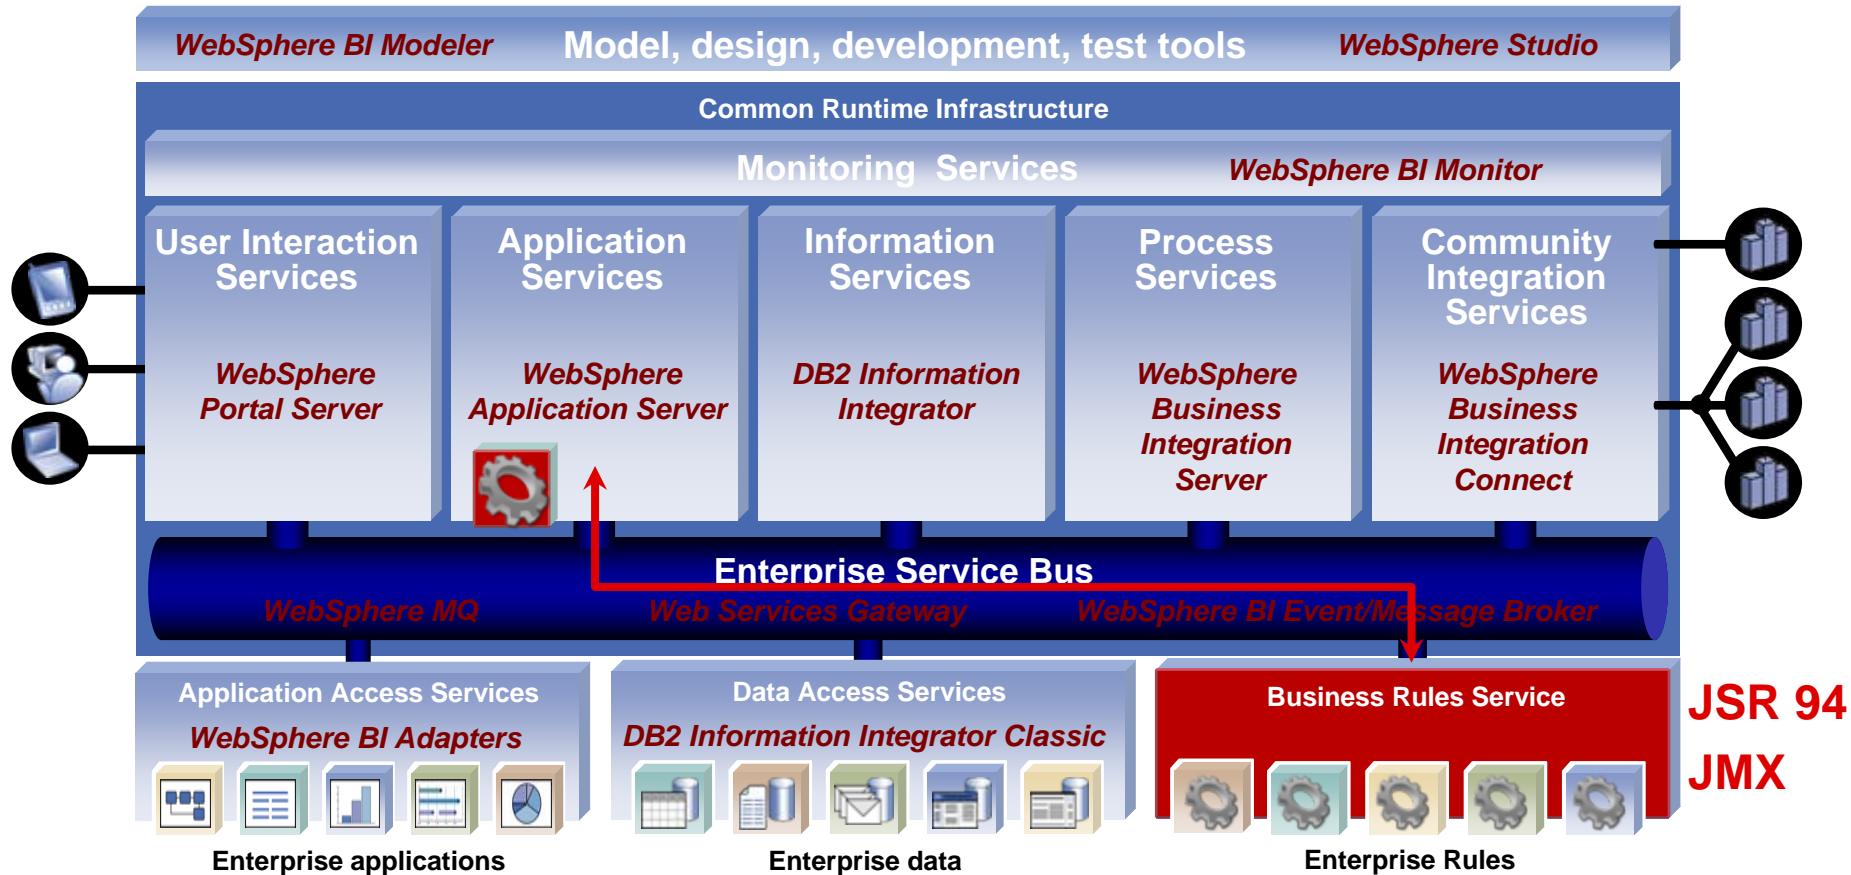 WebSphere BI Modeler Model, design, development, test tools WebSphere Studio
Common Runtime Infrastructure
Monitoring Services WebSphere BI Monitor
User Interaction
Services
WebSphere
Portal Server
Application
Services
WebSphere
Application Server
Information
Services
DB2 Information
Integrator
Process
Services
WebSphere
Business
Integration
Server
Community
Integration
Services
WebSphere
Business
Integration
Connect
Enterprise Service Bus
WebSphere MQ Web Services Gateway WebSphere BI Event/Message Broker
Application Access Services
WebSphere BI Adapters
Enterprise applications
Data Access Services
DB2 Information Integrator Classic
Enterprise data
Business Rules Service
Enterprise Rules
JSR 94
JMX